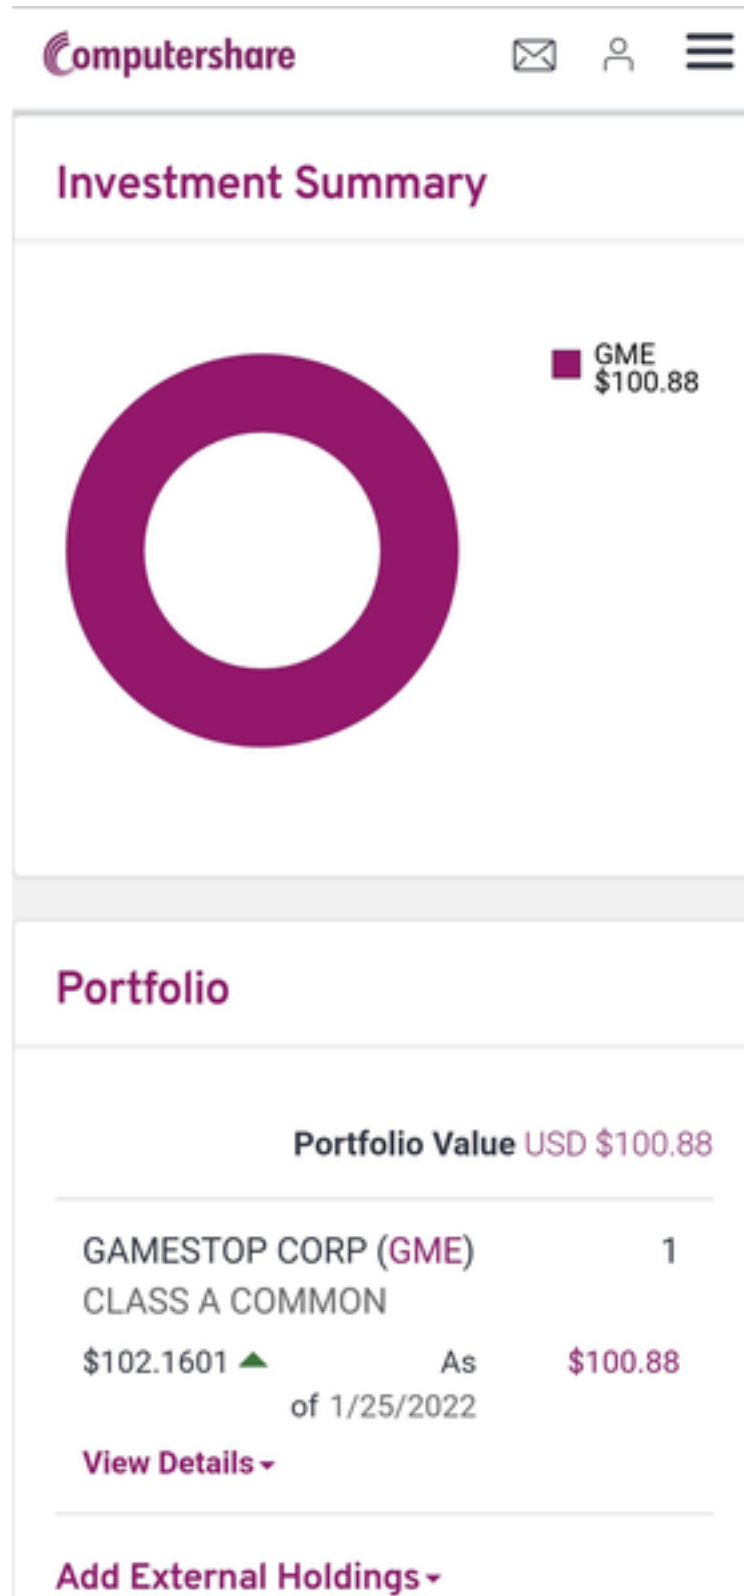 Computershare
Investment Summary
GME
$100.88
Portfolio
Portfolio Value USD $100.88
GAMESTOP CORP (GME) 1
CLASS A COMMON
$102.1601 As $100.88
of 1/25/2022
View Details
Add External Holdings